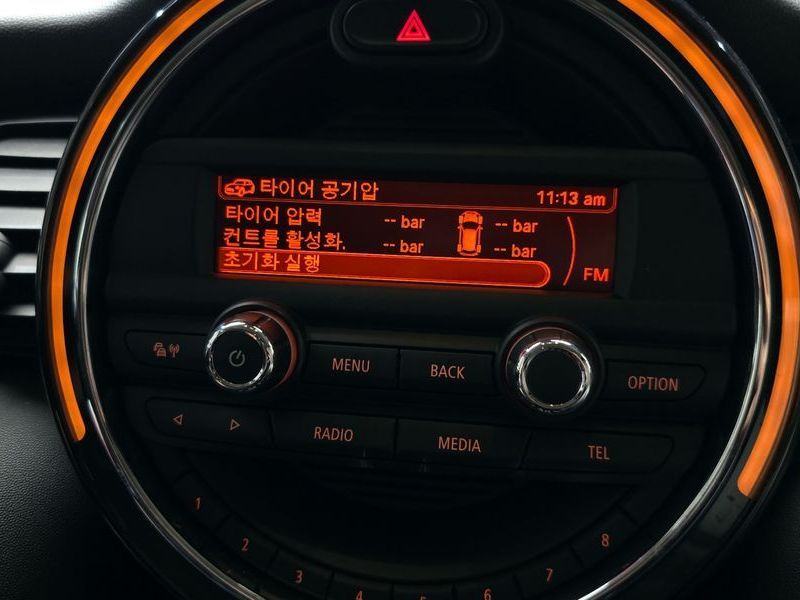 타이어 공기압 11:13 am
타이어 압력 -- bar -- bar
컨트롤 활성화. -- bar -- bar
초기화 실행
FM
MENU BACK OPTION
RADIO MEDIA TEL
1 2 3 4 5 6 7 8